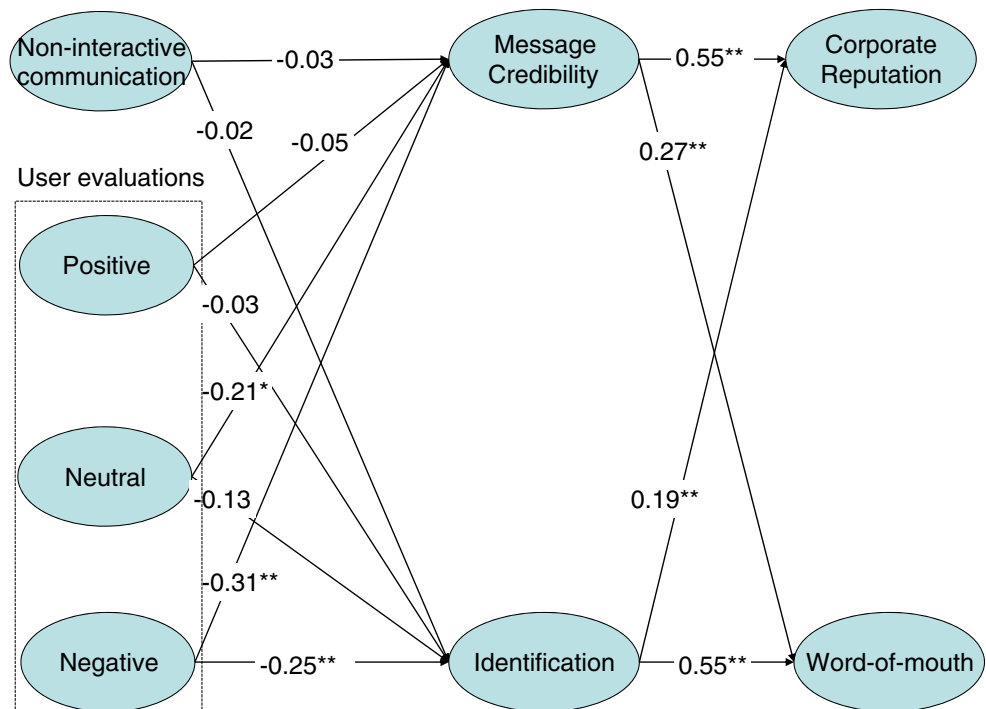 Non-interactive
communication
-0.03
Message
Credibility
0.55**
Corporate
Reputation
-0.02
-0.05
0.27**
User evaluations
Positive
-0.03
-0.21*
Neutral
-0.13
0.19**
-0.31**
Negative
-0.25**
Identification
0.55**
Word-of-mouth